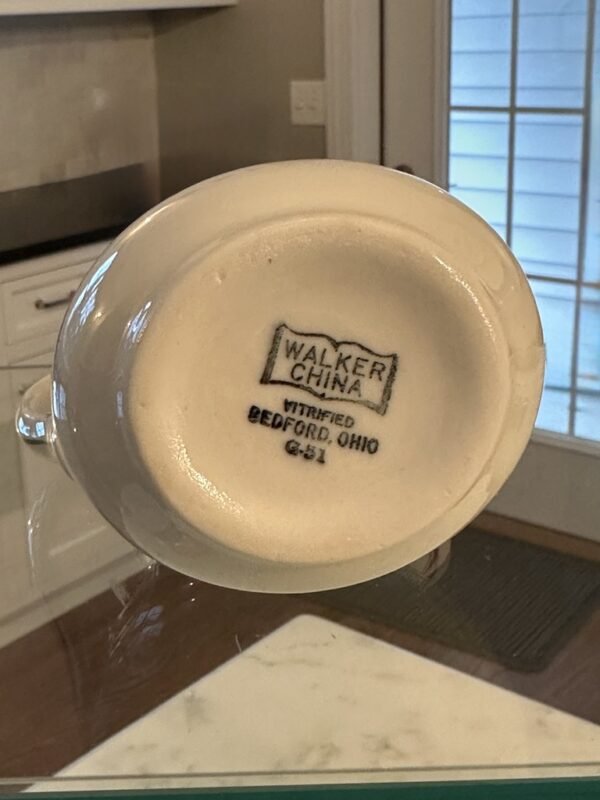 WALKER
CHINA
VITRIFIED
BEDFORD, OHIO
G-51